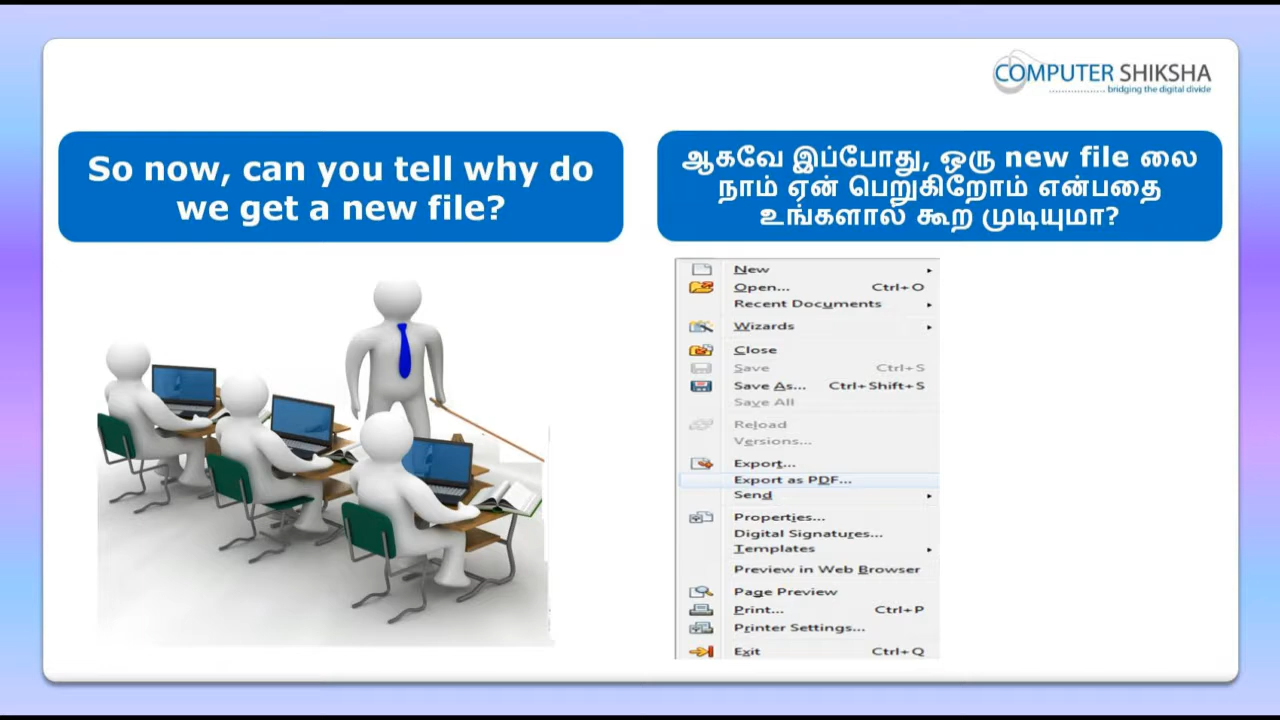 COMPUTER SHIKSHA
bridging the digital divide
So now, can you tell why do
we get a new file?
ஆகவே இப்போது, ஒரு new file லை
நாம் ஏன் பெறுகிறோம் என்பதை
உங்களால் கூற முடியுமா?
New
Open... Ctrl+O
Recent Documents
Wizards
Close
Save Ctrl+S
Save As... Ctrl+Shift+S
Save All
Reload
Versions...
Export...
Export as PDF...
Send
Properties...
Digital Signatures...
Templates
Preview in Web Browser
Page Preview
Print... Ctrl+P
Printer Settings...
Exit Ctrl+Q